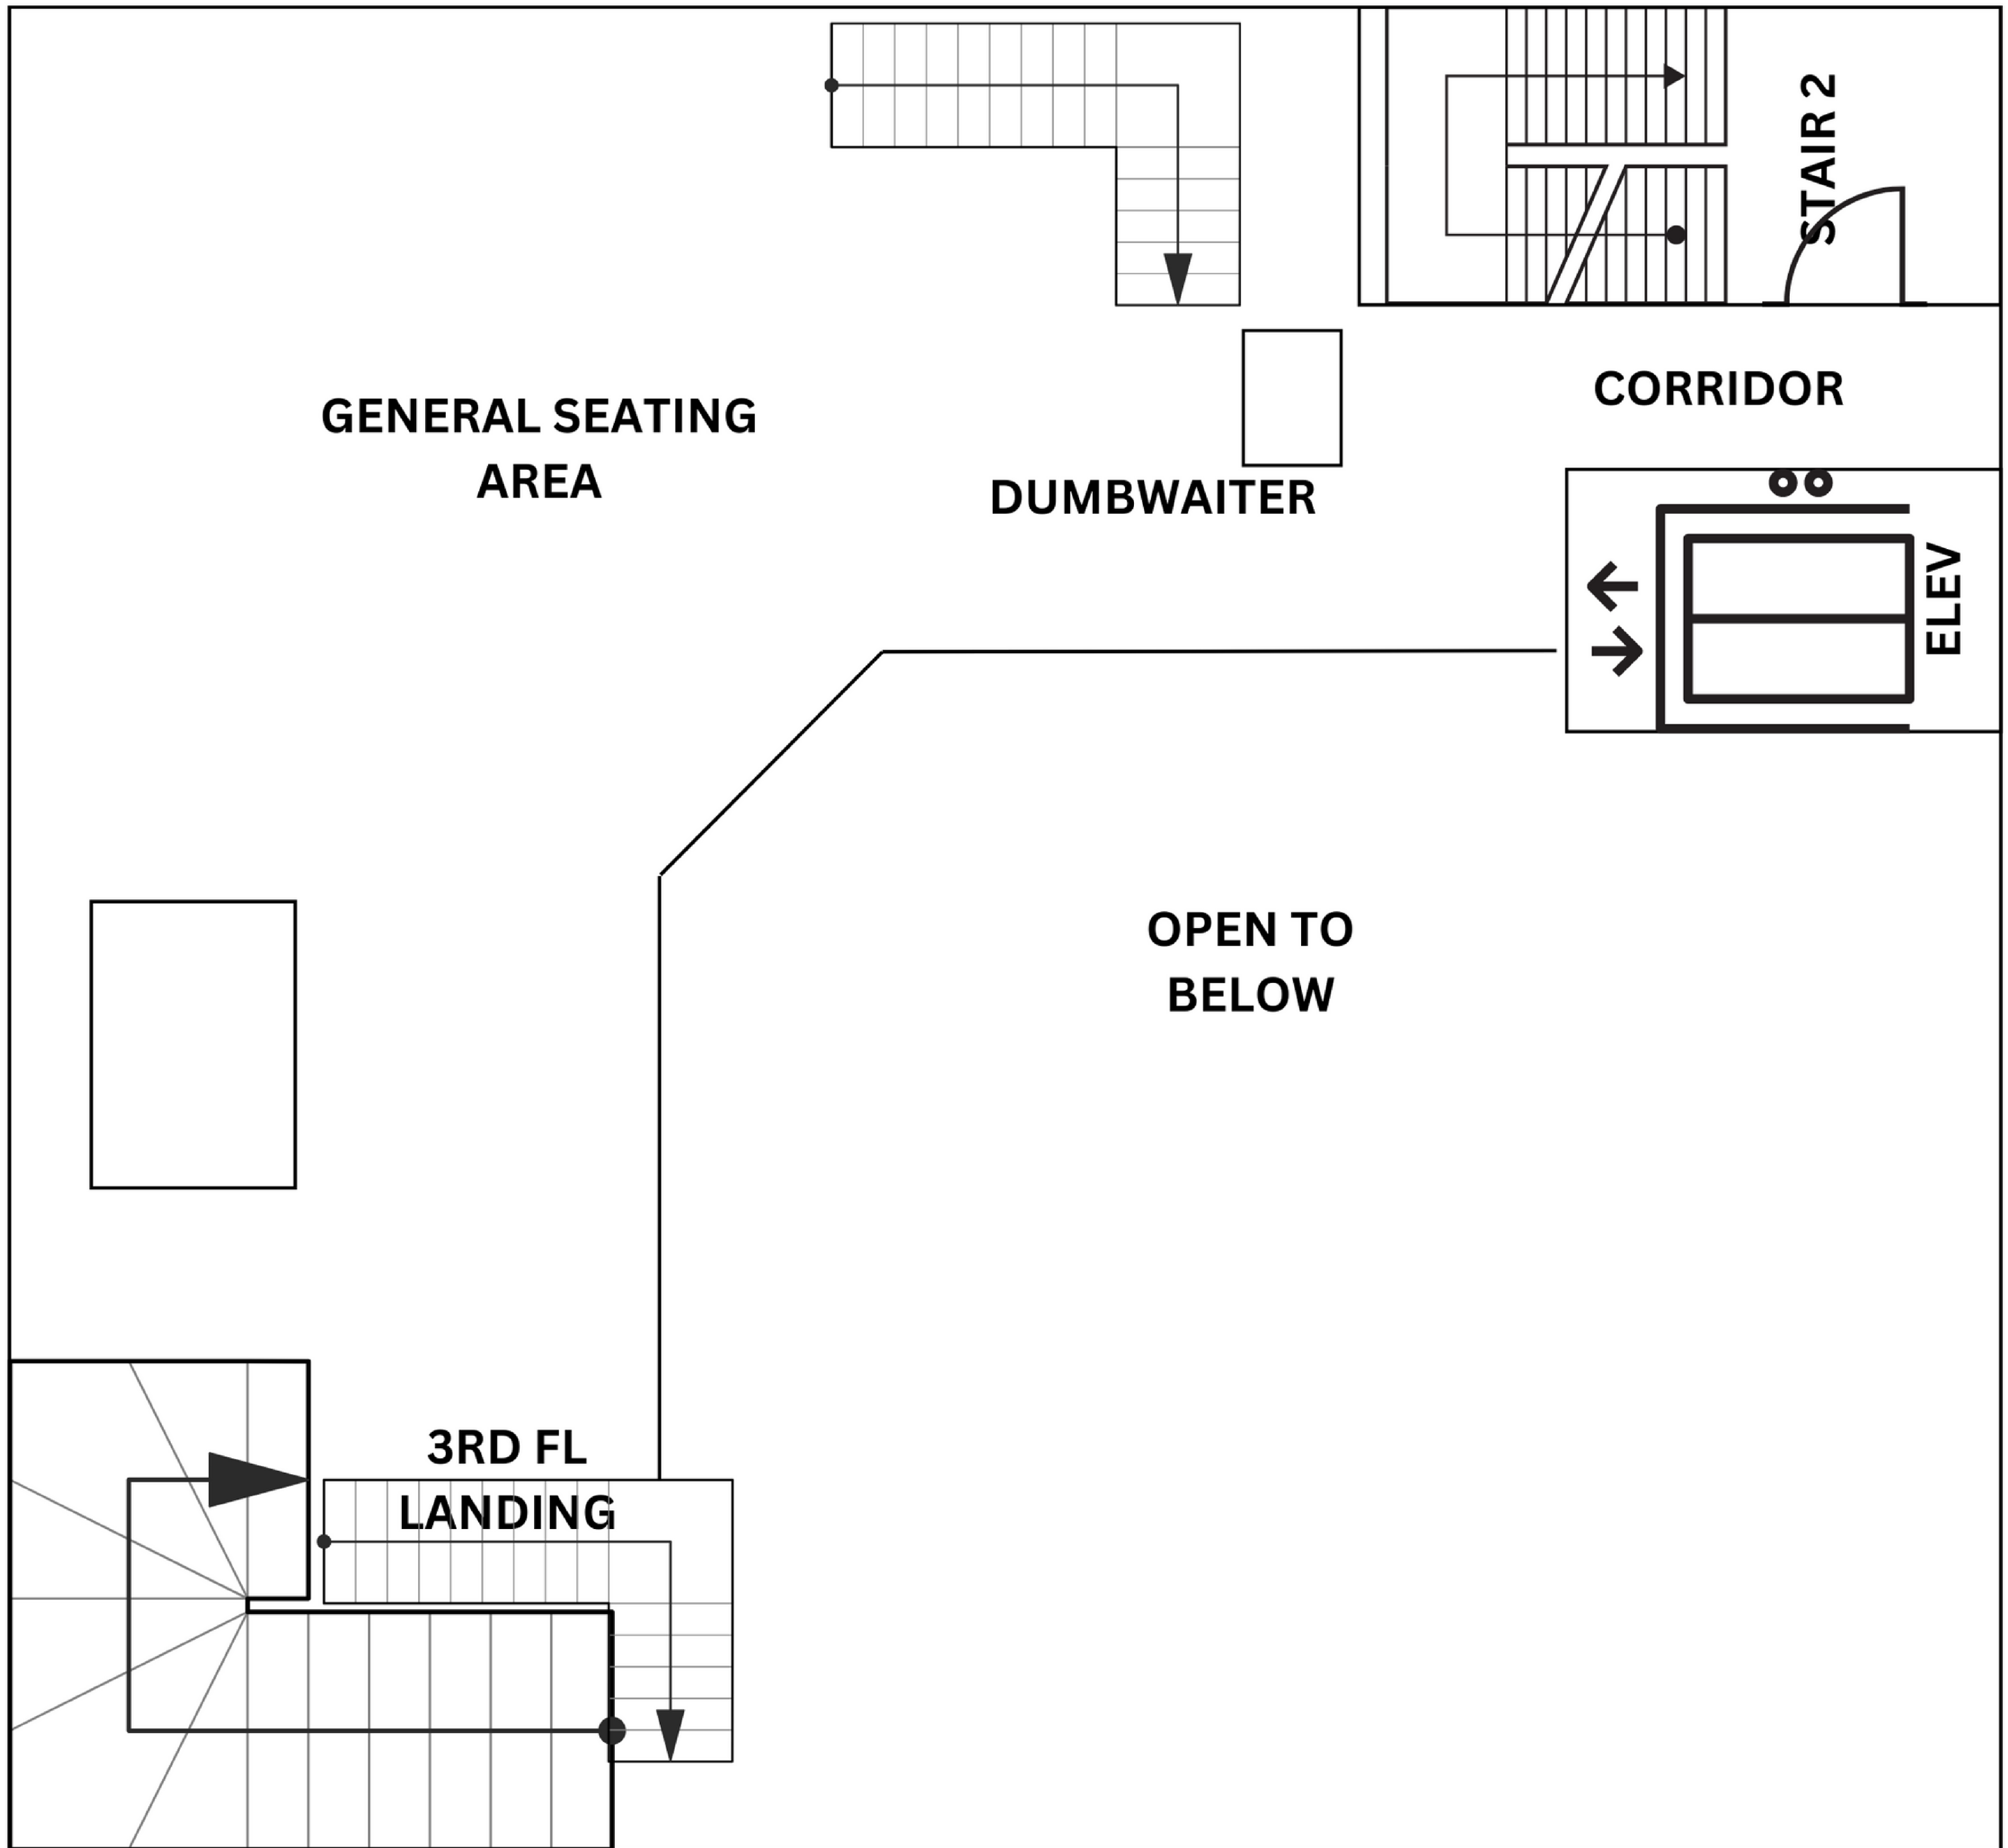 STAIR 2
CORRIDOR
GENERAL SEATING
AREA
DUMBWAITER
ELEV
OPEN TO
BELOW
3RD FL
LANDING